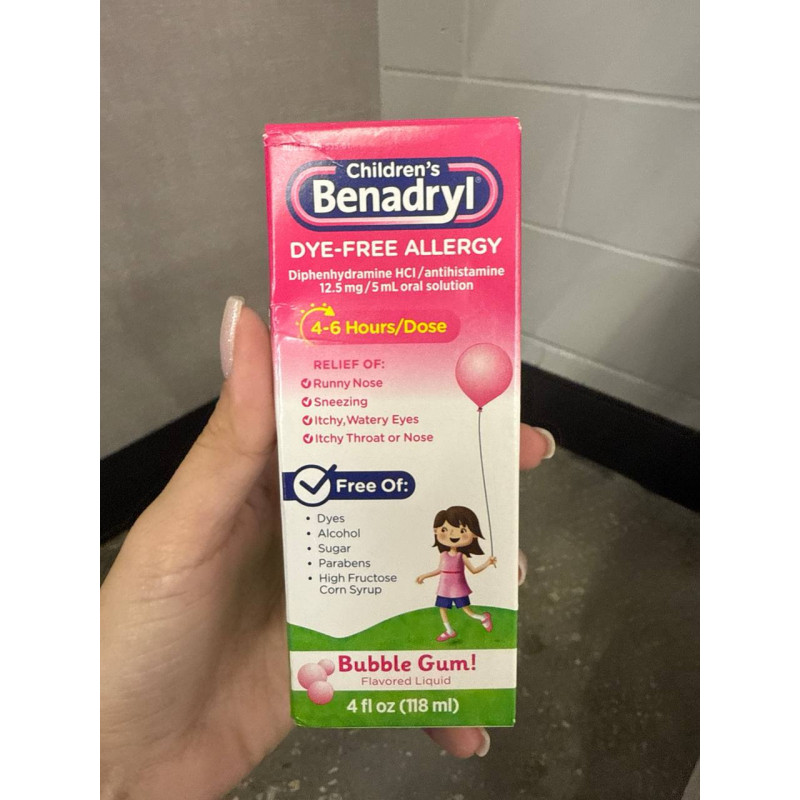 Children's
Benadryl®
DYE-FREE ALLERGY
Diphenhydramine HCl/antihistamine
12.5 mg/5 mL oral solution
4-6 Hours/Dose
RELIEF OF:
Runny Nose
Sneezing
Itchy, Watery Eyes
Itchy Throat or Nose
Free Of:
• Dyes
• Alcohol
• Sugar
• Parabens
• High Fructose
Corn Syrup
Bubble Gum!
Flavored Liquid
4 fl oz (118 ml)